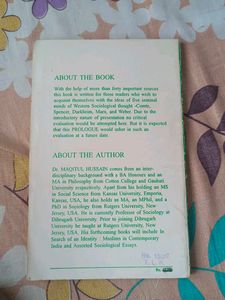 ABOUT THE BOOK
With the help of more than forty important sources
this book is written for those readers who wish to
acquaint themselves with the ideas of five seminal
minds of Western Sociological thought -Comte,
Spencer, Durkheim, Marx, and Weber. Due to the
introductory nature of presentation no critical
evaluation would be attempted here. But it is expected
that this PROLOGUE would usher in such an
evaluation at a future date.
ABOUT THE AUTHOR
Dr. MAQITUL HUSSAIN comes from an inter-
disciplinary background with a BA Honours and an
MA in Philosophy from Cotton College and Gauhati
University respectively. Apart from his holding an MS
in Social Science from Kansas University, Emporia,
Kansas, USA, he also holds an MA, an MPhil, and a
PhD in Sociology from Rutgers University, New
Jersey, USA. He is currently Professor of Sociology at
Dibrugarh University. Prior to joining Dibrugarh
University, he taught at Rutgers University, New
Jersey, USA. His forthcoming books will include In
Search of an Identity : Muslims in Contemporary
India and Assorted Sociological Essays.
Rs.